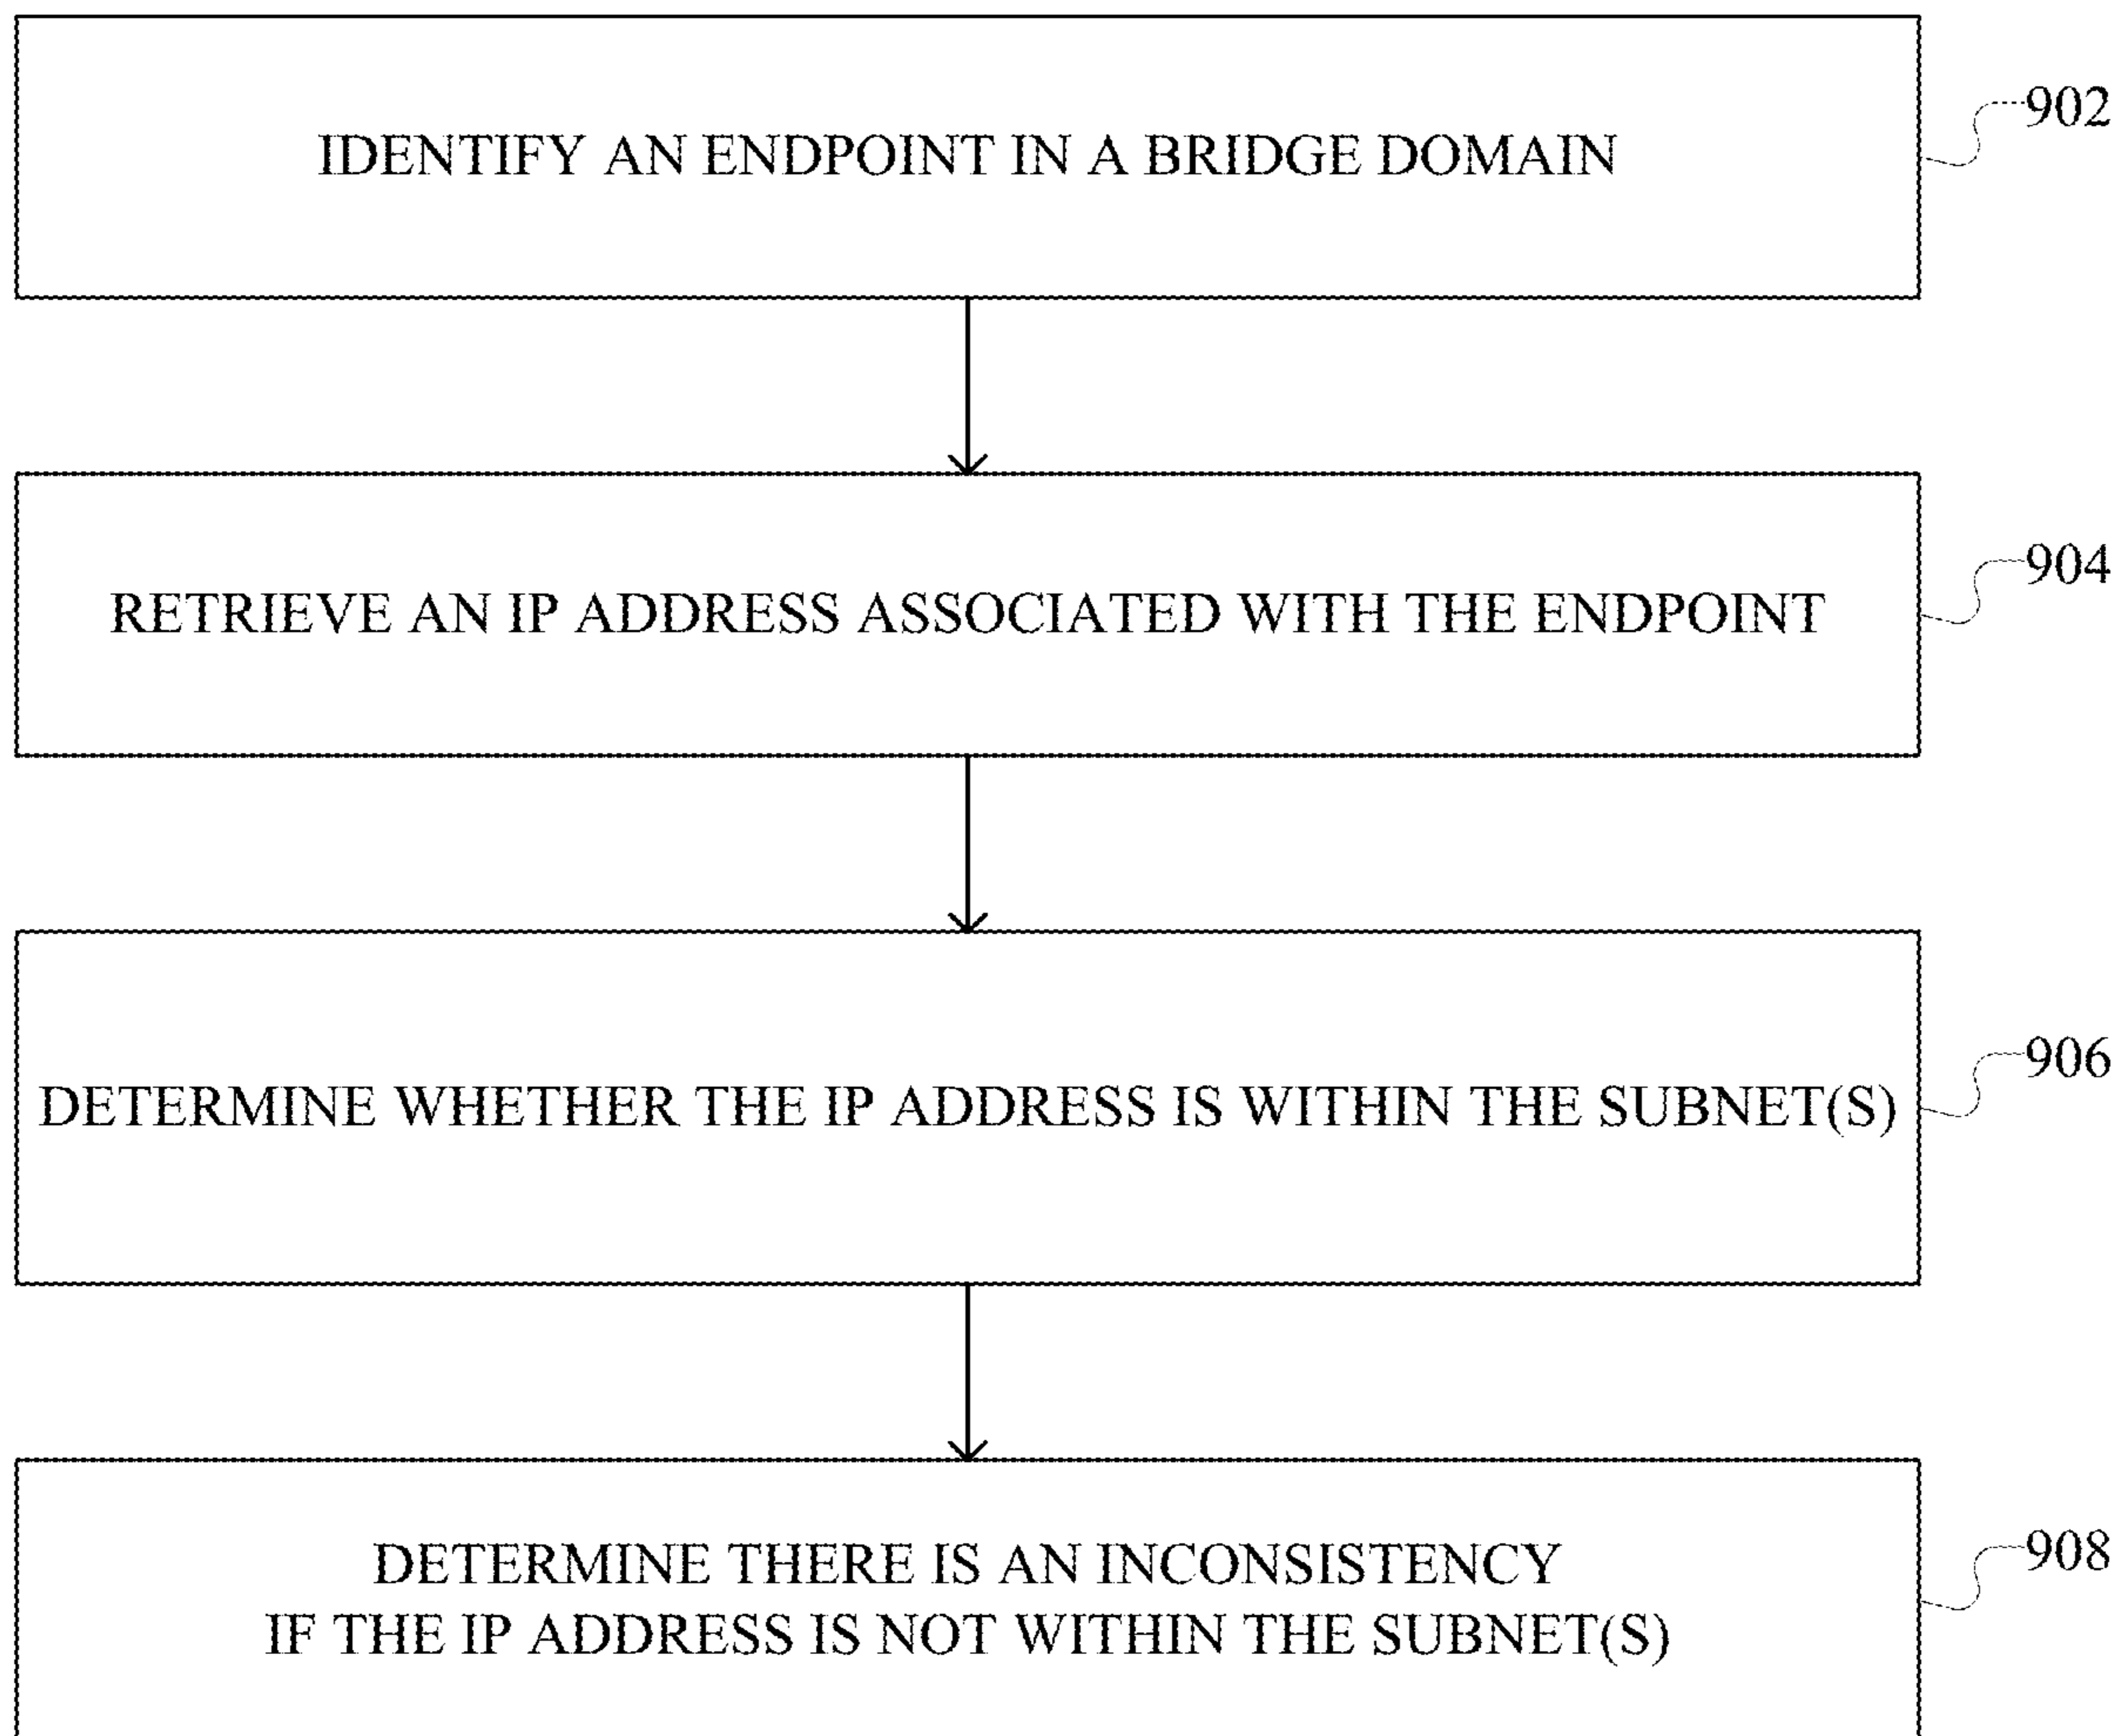 IDENTIFY AN ENDPOINT IN A BRIDGE DOMAIN
902
RETRIEVE AN IP ADDRESS ASSOCIATED WITH THE ENDPOINT
904
DETERMINE WHETHER THE IP ADDRESS IS WITHIN THE SUBNET(S)
906
DETERMINE THERE IS AN INCONSISTENCY
IF THE IP ADDRESS IS NOT WITHIN THE SUBNET(S)
908